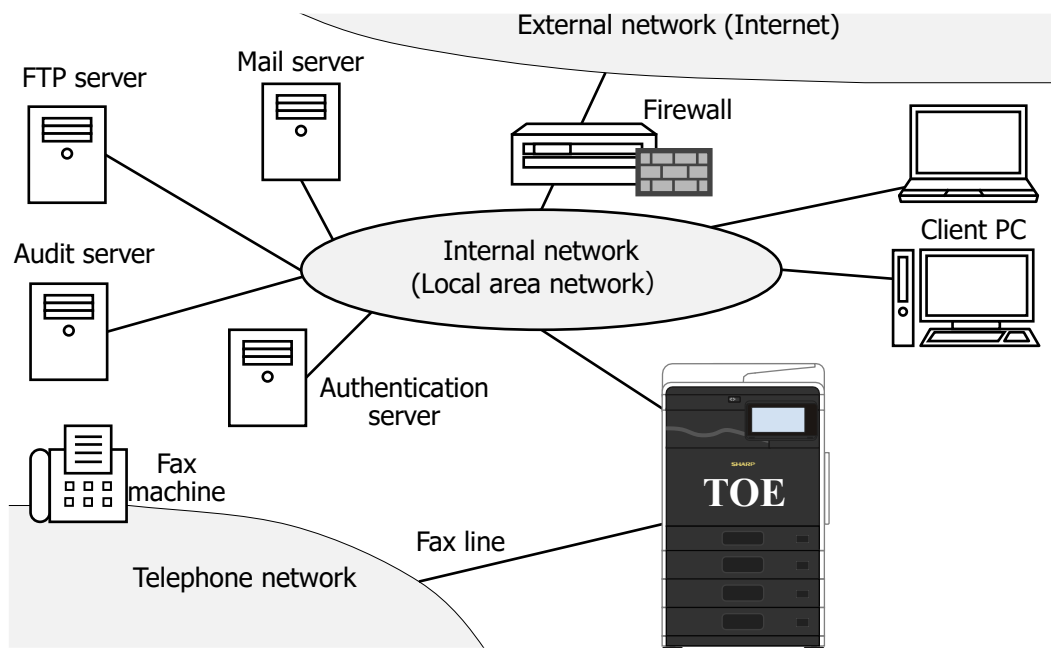 External network (Internet)
Mail server
FTP server
Firewall
Client PC
Internal network
(Local area network）
Audit server
Authentication
server
Fax
machine
SHARP
TOE
Fax line
Telephone network